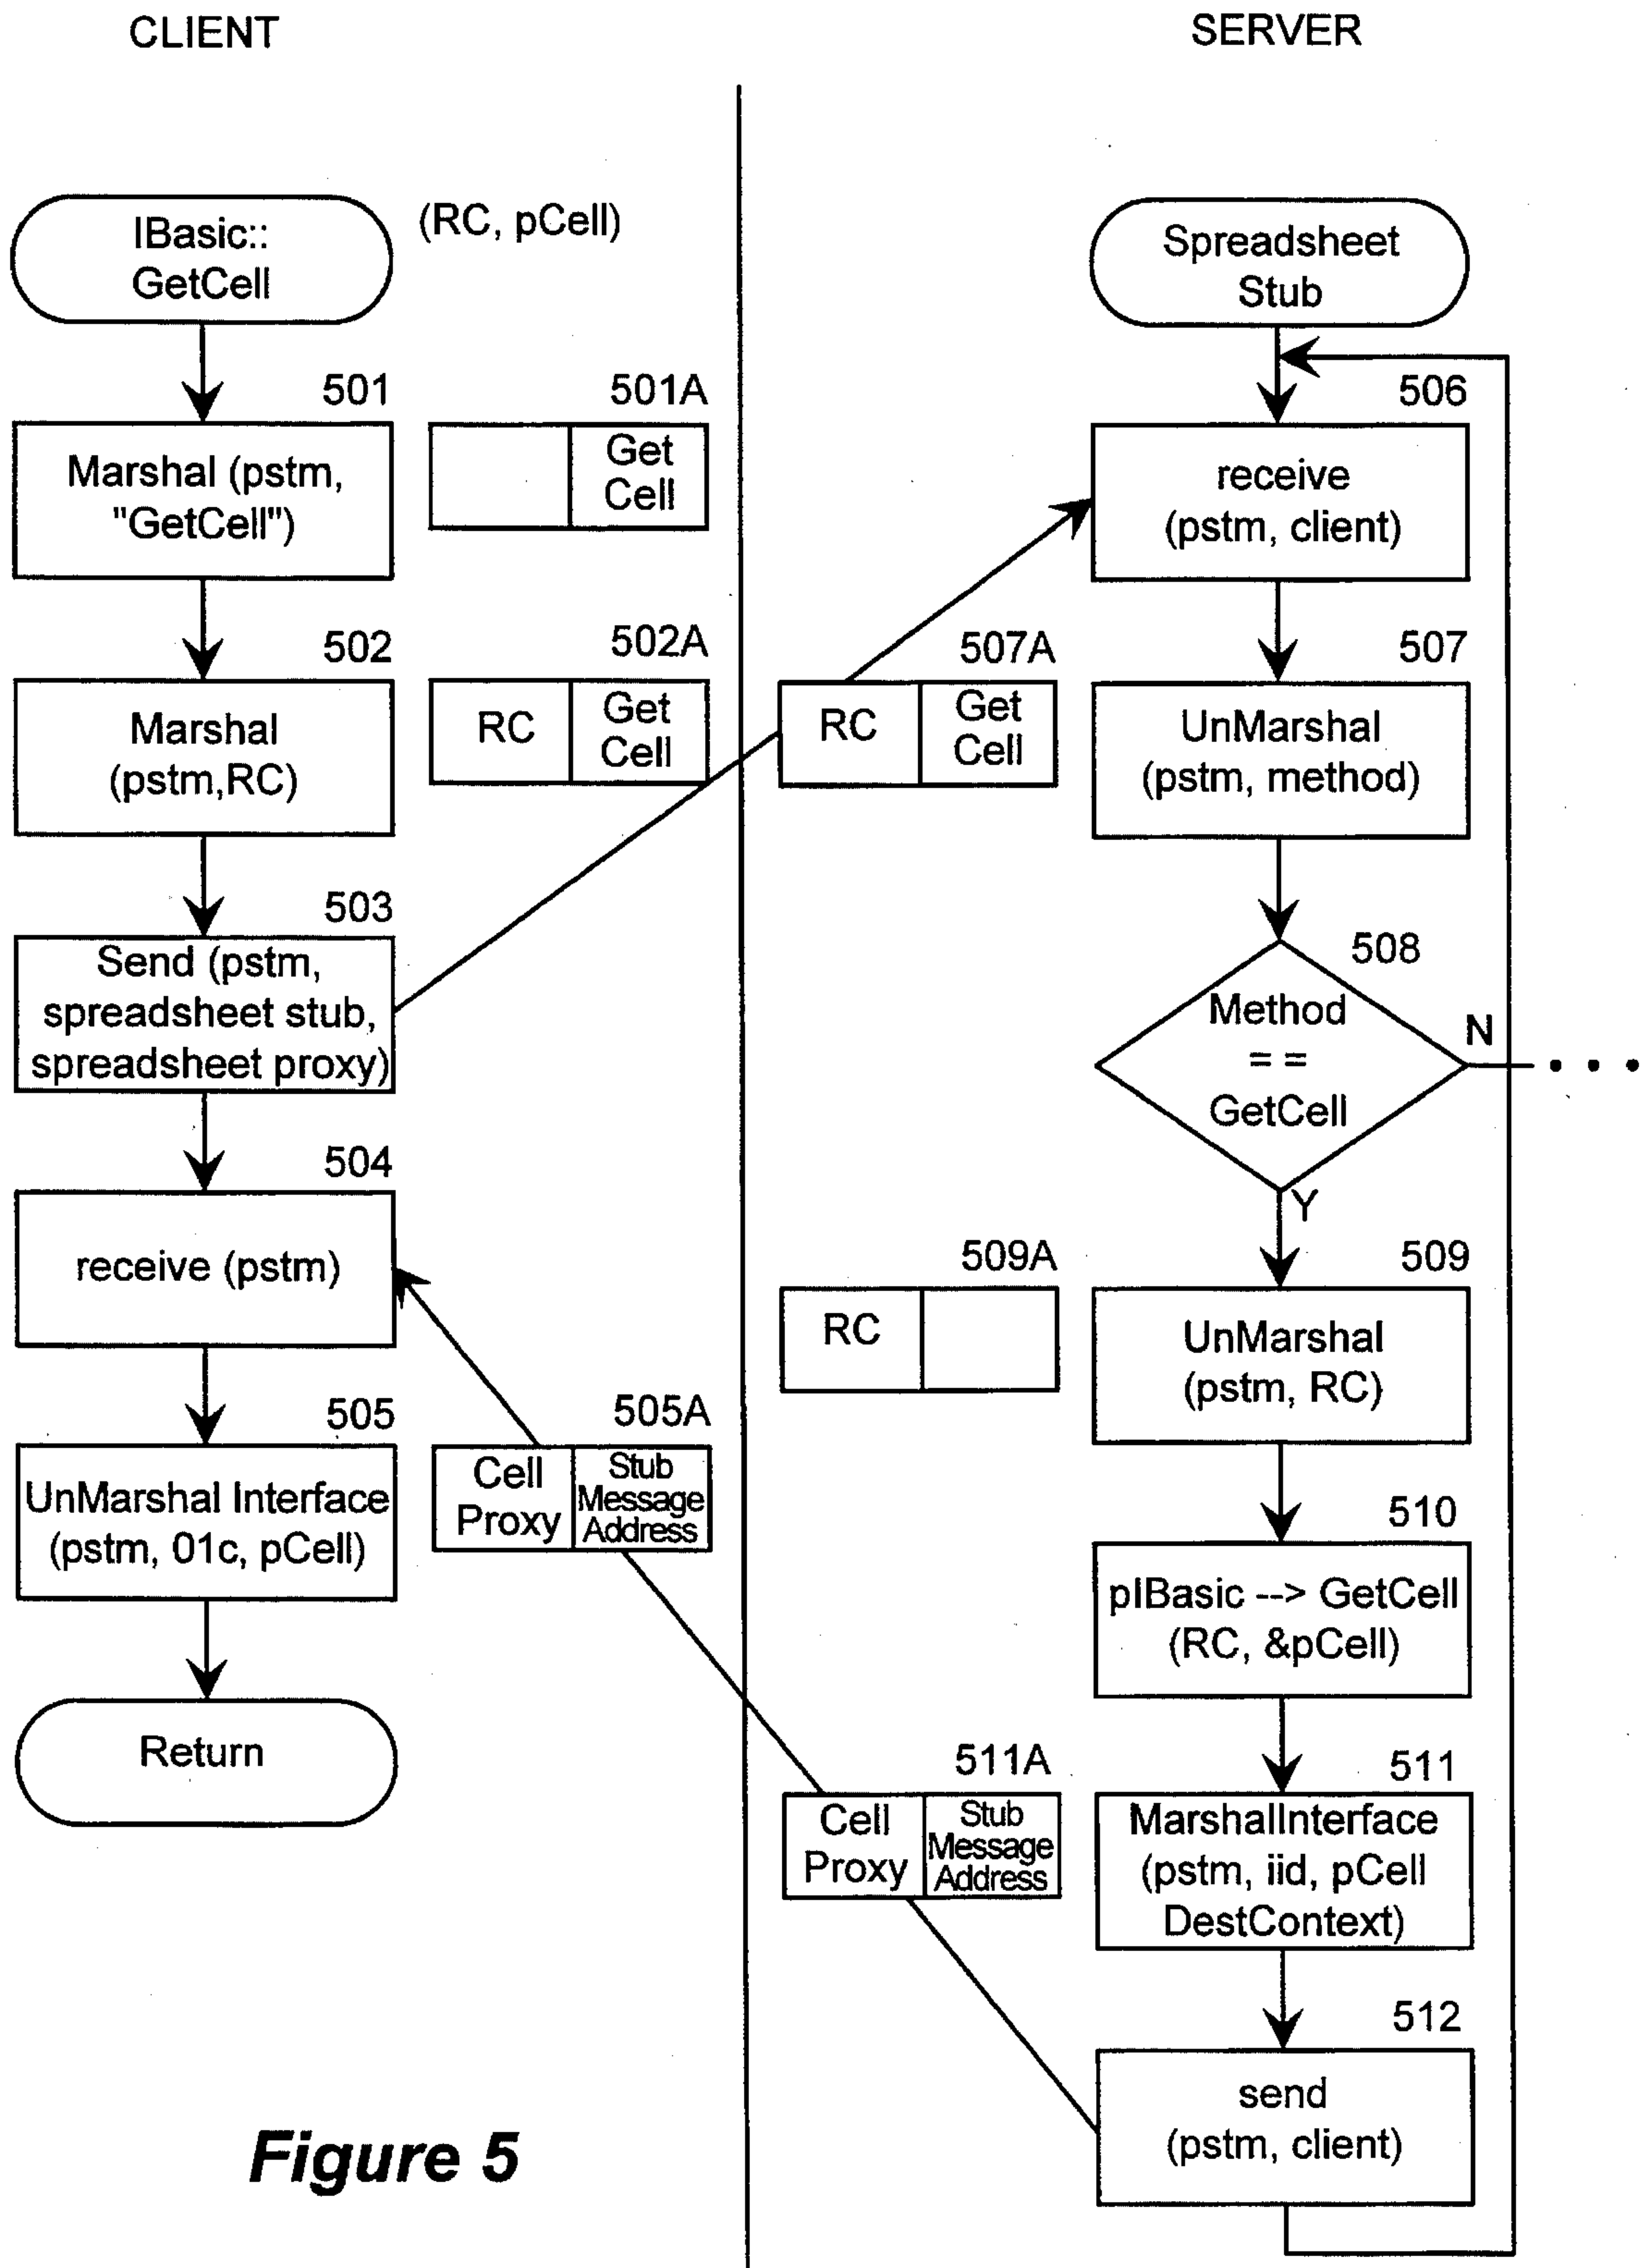 CLIENT
SERVER
IBasic::
GetCell
(RC, pCell)
501
Marshal (pstm,
"GetCell")
501A
Get
Cell
502
Marshal
(pstm,RC)
502A
RC
Get
Cell
503
Send (pstm,
spreadsheet stub,
spreadsheet proxy)
504
receive (pstm)
505
UnMarshal Interface
(pstm, 01c, pCell)
505A
Cell
Proxy
Stub
Message
Address
Return
Spreadsheet
Stub
506
receive
(pstm, client)
507A
RC
Get
Cell
507
UnMarshal
(pstm, method)
508
Method
= =
GetCell
N
• • •
Y
509A
RC
509
UnMarshal
(pstm, RC)
510
pIBasic --> GetCell
(RC, &pCell)
511A
Cell
Proxy
Stub
Message
Address
511
MarshalInterface
(pstm, iid, pCell
DestContext)
512
send
(pstm, client)
Figure 5